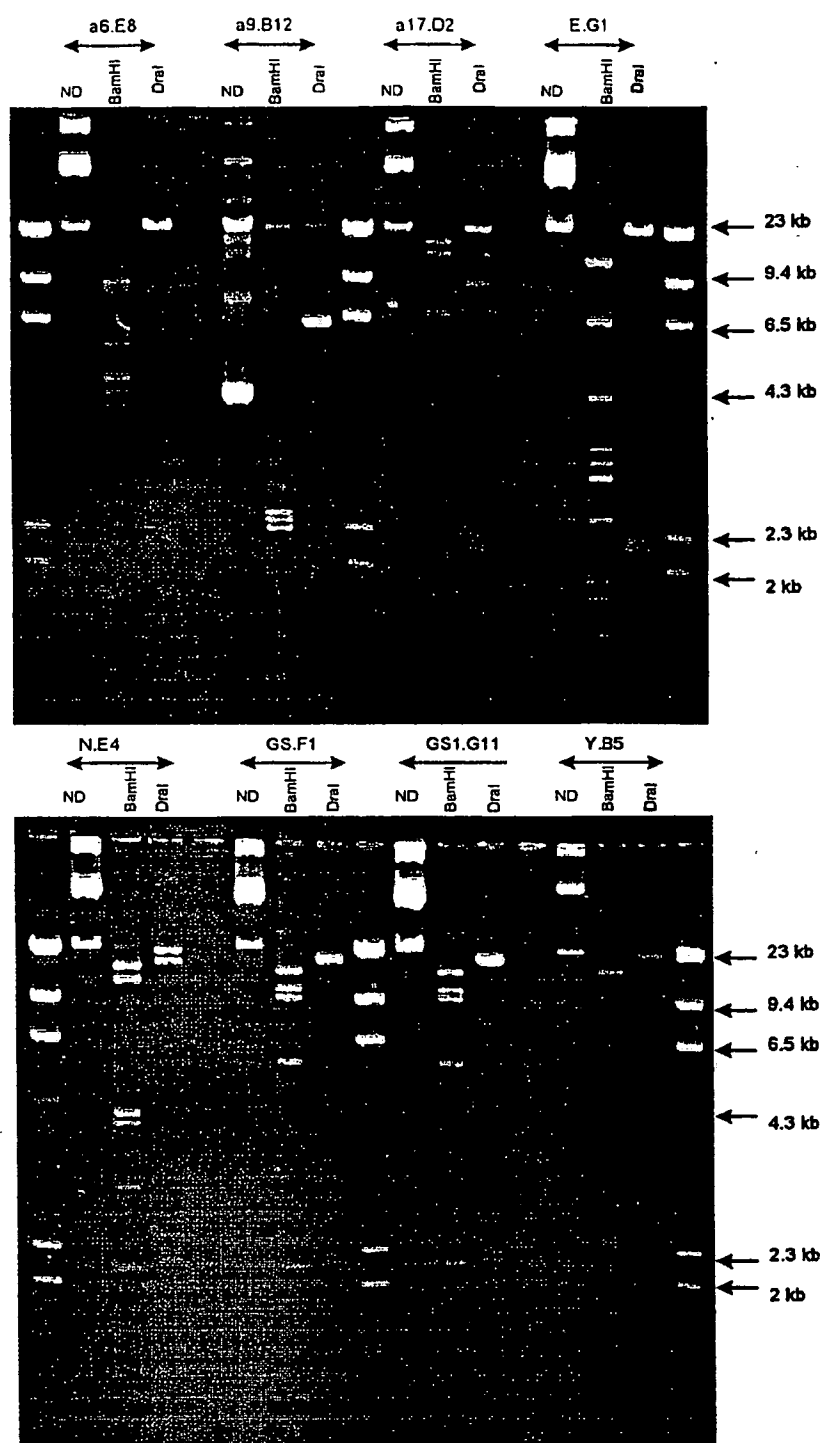 a6.E8 a9.B12 a17.D2 E.G1
ND BamHI DraI ND BamHI DraI ND BamHI DraI ND BamHI DraI
23 kb
9.4 kb
6.5 kb
4.3 kb
2.3 kb
2 kb
N.E4 GS.F1 GS1.G11 Y.B5
ND BamHI DraI ND BamHI DraI ND BamHI DraI ND BamHI DraI
23 kb
9.4 kb
6.5 kb
4.3 kb
2.3 kb
2 kb